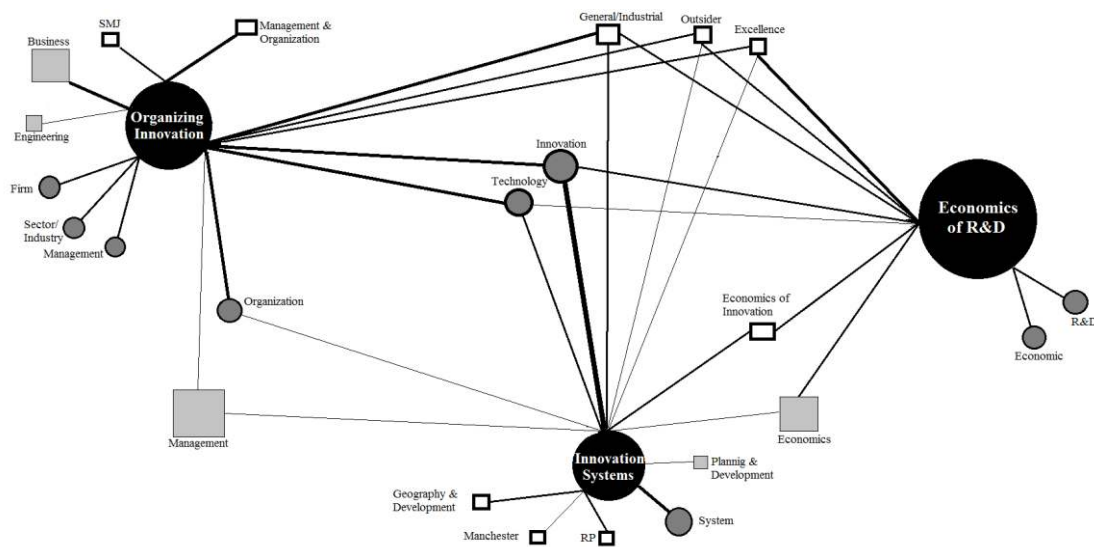 SMJ
Management &
Organization
Business
General/Industrial
Outsider
Excellence
Organizing
Innovation
Engineering
Innovation
Technology
Firm
Sector/
Industry
Management
Economics
of R&D
Organization
Economics of
Innovation
R&D
Economic
Management
Economics
Innovation
Systems
Plannig &
Development
Geography &
Development
System
Manchester
RP